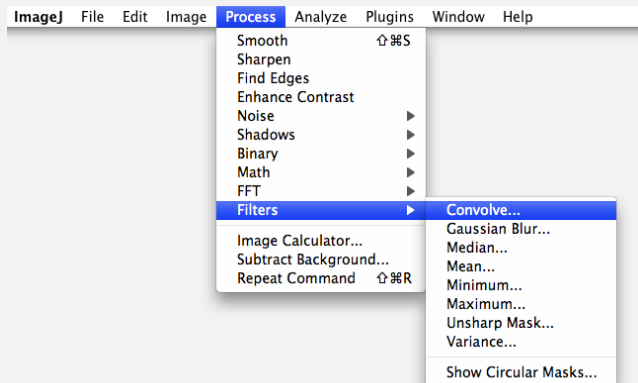 ImageJ File Edit Image Process Analyze Plugins Window Help
Smooth ⇧⌘S
Sharpen
Find Edges
Enhance Contrast
Noise ▶
Shadows ▶
Binary ▶
Math ▶
FFT ▶
Filters ▶
Image Calculator...
Subtract Background...
Repeat Command ⇧⌘R
Convolve...
Gaussian Blur...
Median...
Mean...
Minimum...
Maximum...
Unsharp Mask...
Variance...
Show Circular Masks...